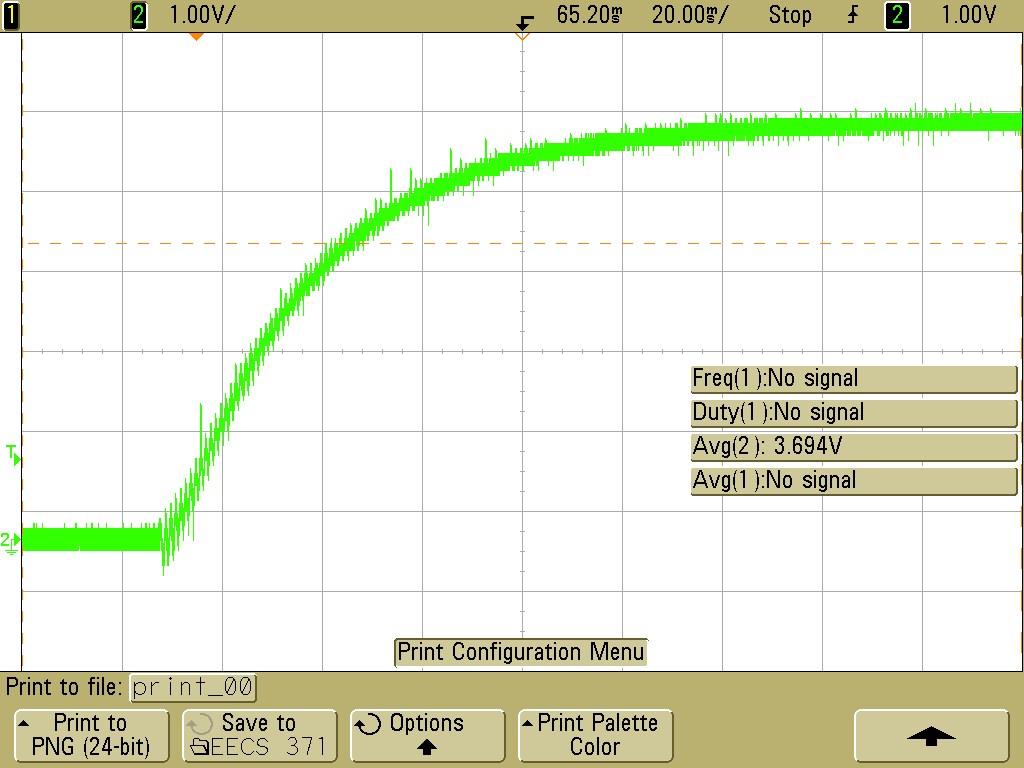 1 2 1.00V/ 65.20ms 20.00ms/ Stop 2 1.00V
T
2
Freq(1):No signal
Duty(1):No signal
Avg(2): 3.694V
Avg(1):No signal
Print Configuration Menu
Print to file: print_00
Print to
PNG (24-bit)
Save to
EECS 371
Options
Print Palette
Color